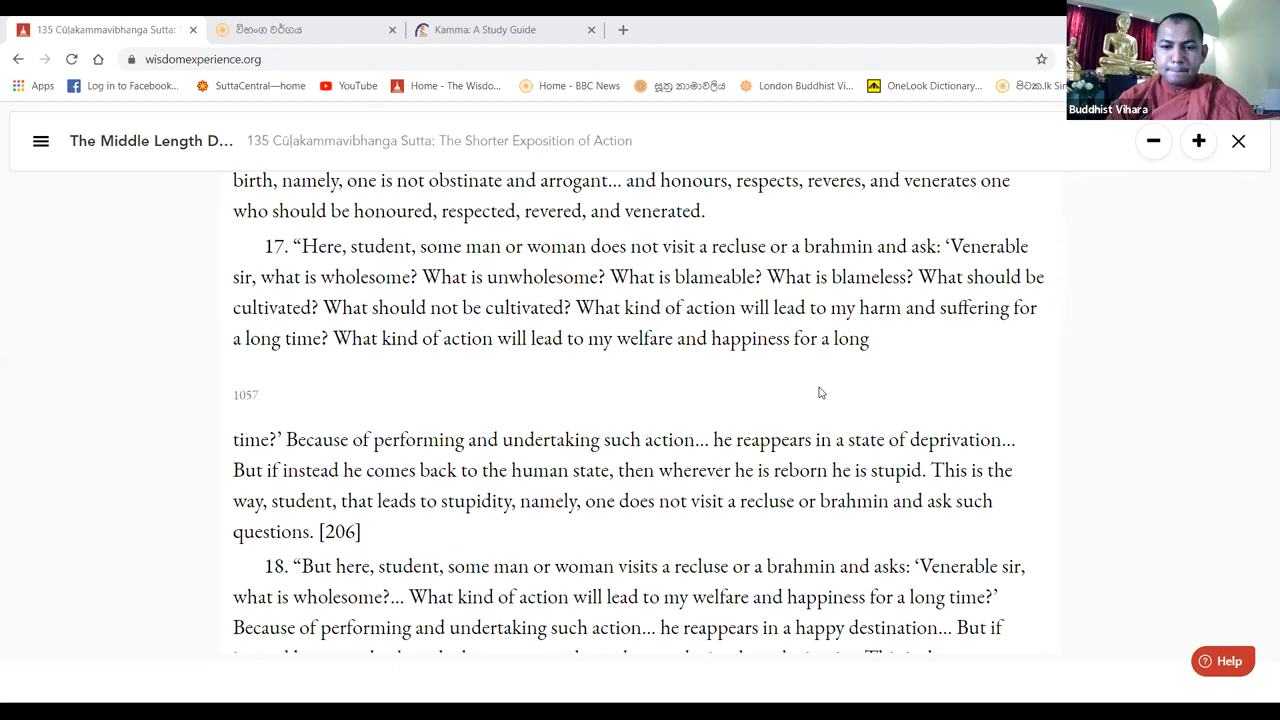 135 Cūḷakammavibhanga Sutta:
විභංග වර්ගය
Kamma: A Study Guide
wisdomexperience.org
Apps
Log in to Facebook...
SuttaCentral—home
YouTube
Home - The Wisdo...
Home - BBC News
සූත්‍ර නාමාවලිය
London Buddhist Vi...
OneLook Dictionary...
පිටක.lk Sin
Buddhist Vihara
The Middle Length D...
135 Cūḷakammavibhanga Sutta: The Shorter Exposition of Action
birth, namely, one is not obstinate and arrogant... and honours, respects, reveres, and venerates one
who should be honoured, respected, revered, and venerated.
17. “Here, student, some man or woman does not visit a recluse or a brahmin and ask: ‘Venerable
sir, what is wholesome? What is unwholesome? What is blameable? What is blameless? What should be
cultivated? What should not be cultivated? What kind of action will lead to my harm and suffering for
a long time? What kind of action will lead to my welfare and happiness for a long
1057
time?’ Because of performing and undertaking such action... he reappears in a state of deprivation...
But if instead he comes back to the human state, then wherever he is reborn he is stupid. This is the
way, student, that leads to stupidity, namely, one does not visit a recluse or brahmin and ask such
questions. [206]
18. “But here, student, some man or woman visits a recluse or a brahmin and asks: ‘Venerable sir,
what is wholesome?... What kind of action will lead to my welfare and happiness for a long time?’
Because of performing and undertaking such action... he reappears in a happy destination... But if
Help